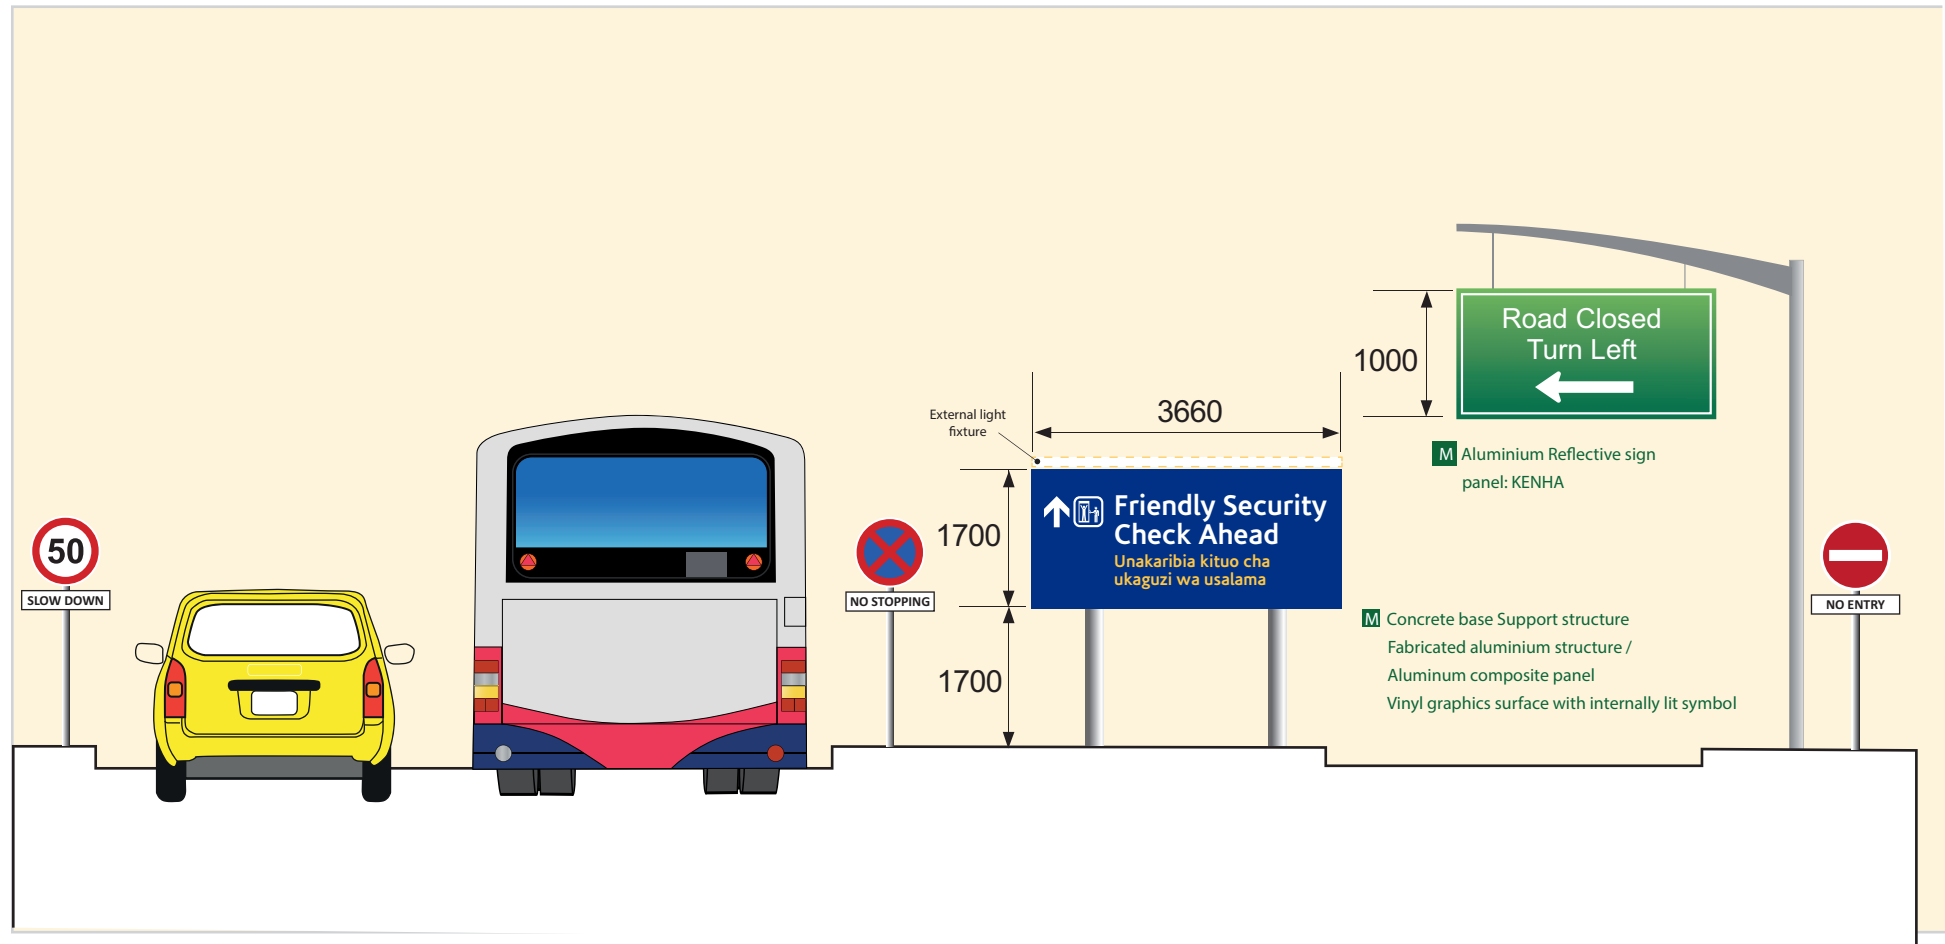 50
SLOW DOWN
NO STOPPING
External light
fixture
3660
1700
1700
Friendly Security
Check Ahead
Unakaribia kituo cha
ukaguzi wa usalama
1000
Road Closed
Turn Left
M Aluminium Reflective sign
panel: KENHA
M Concrete base Support structure
Fabricated aluminium structure /
Aluminum composite panel
Vinyl graphics surface with internally lit symbol
NO ENTRY